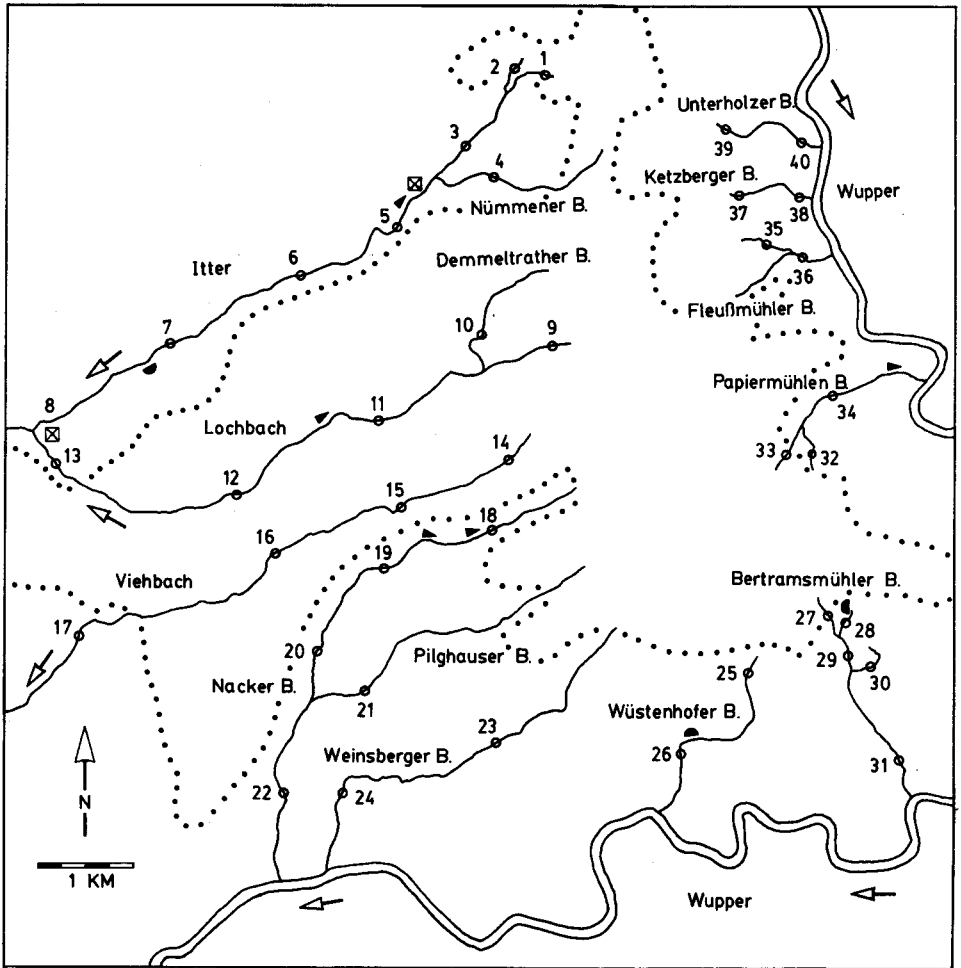 2 1
Unterholzer B.
39 40
3
4
Ketzberger B.
37 38
Wupper
5
Nümmener B.
35
36
Itter
6
Demmeltrather B.
Fleußmühler B.
7
10 9
Papiermühlen B.
34
8
Lochbach
11
13
12
14
33 32
15
18
16
19
Viehbach
Bertramsmühler B.
27 28
17
20
Pilghauser B.
29
25
30
Nacker B.
21
Wüstenhofer B.
23
Weinsberger B.
26
31
22 24
N
1 KM
Wupper